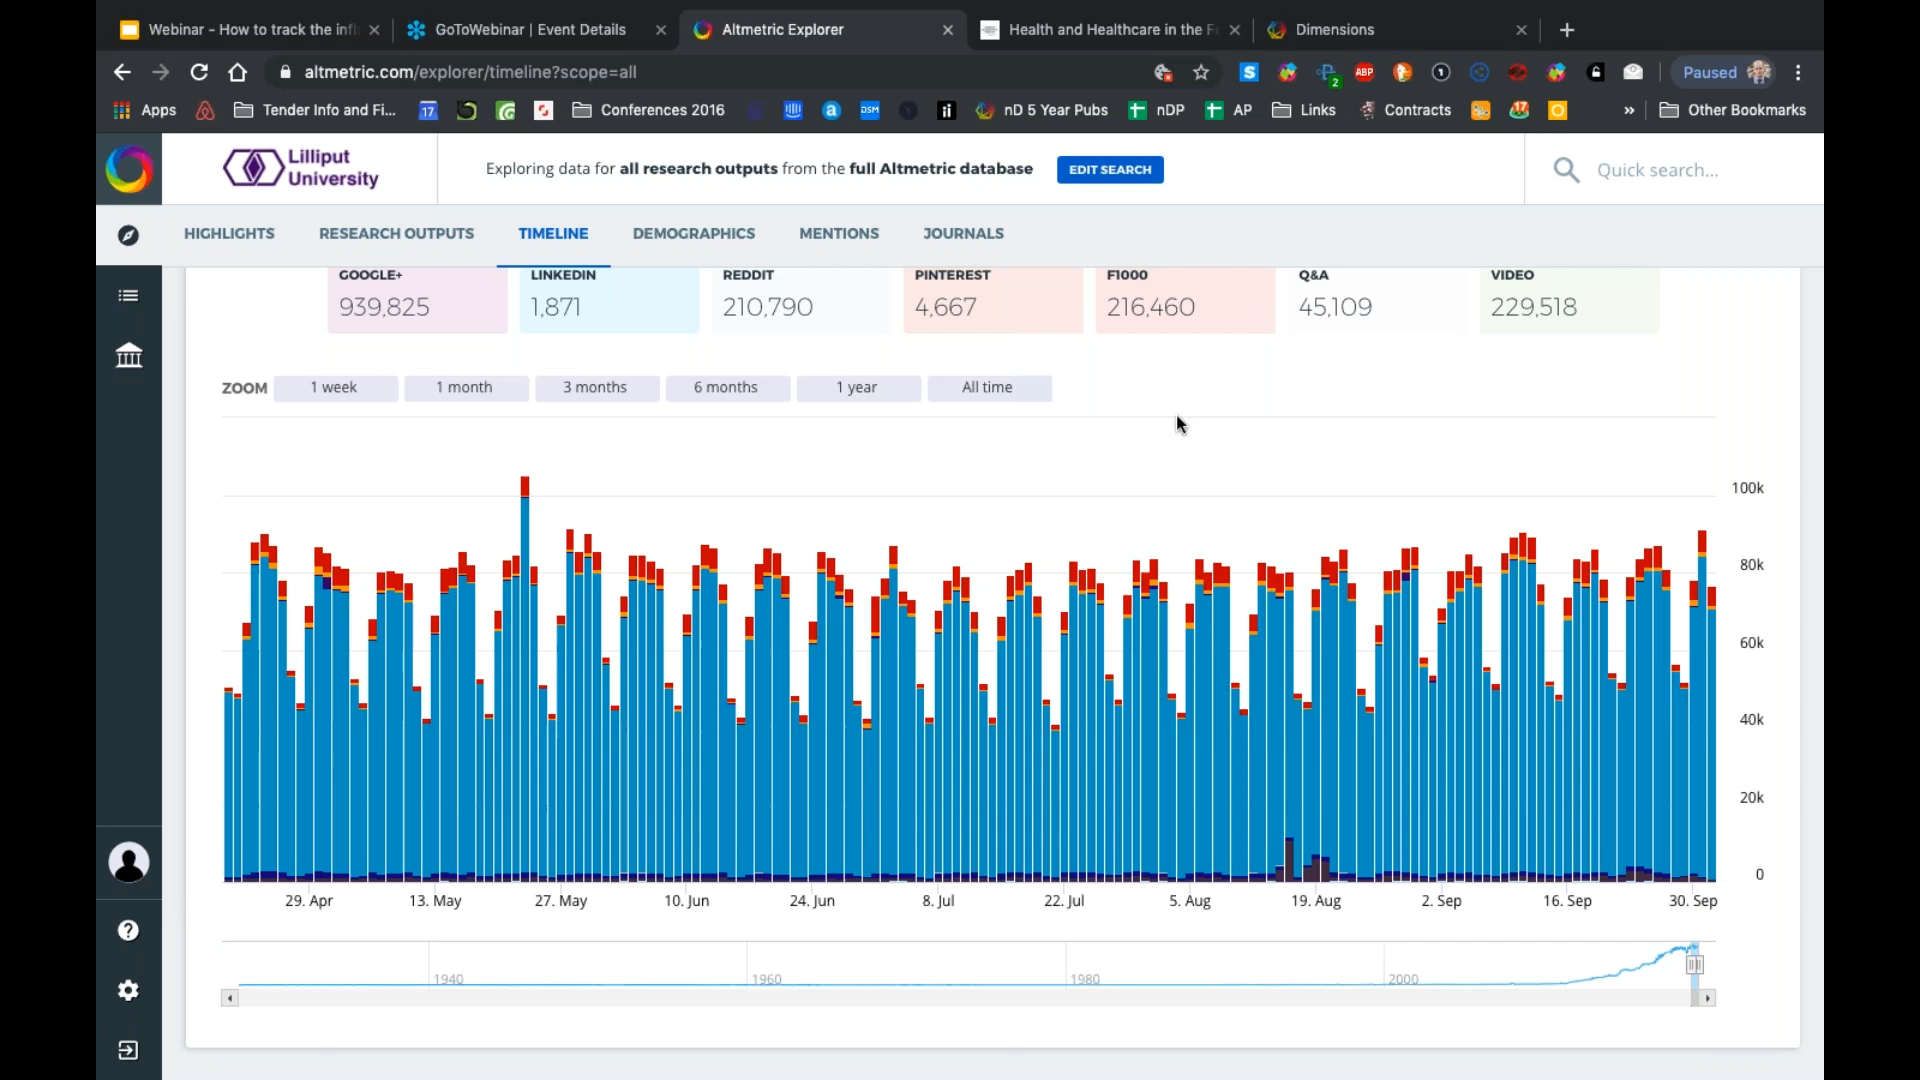 Webinar - How to track the infl
GoToWebinar | Event Details
Altmetric Explorer
Health and Healthcare in the F
Dimensions
altmetric.com/explorer/timeline?scope=all
ABP
2
Paused
Apps
Tender Info and Fi...
17
Conferences 2016
a
DSM
nD 5 Year Pubs
nDP
AP
Links
Contracts
»
Other Bookmarks
Lilliput
University
Exploring data for all research outputs from the full Altmetric database
EDIT SEARCH
Quick search...
HIGHLIGHTS
RESEARCH OUTPUTS
TIMELINE
DEMOGRAPHICS
MENTIONS
JOURNALS
GOOGLE+
LINKEDIN
REDDIT
PINTEREST
F1000
Q&A
VIDEO
939,825
1,871
210,790
4,667
216,460
45,109
229,518
ZOOM
1 week
1 month
3 months
6 months
1 year
All time
100k
80k
60k
40k
20k
0
29. Apr
13. May
27. May
10. Jun
24. Jun
8. Jul
22. Jul
5. Aug
19. Aug
2. Sep
16. Sep
30. Sep
1940
1960
1980
2000